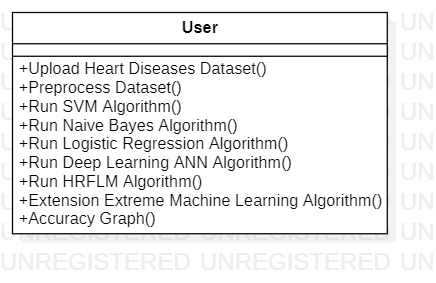 User
+Upload Heart Diseases Dataset()
+Preprocess Dataset()
+Run SVM Algorithm()
+Run Naive Bayes Algorithm()
+Run Logistic Regression Algorithm()
+Run Deep Learning ANN Algorithm()
+Run HRFLM Algorithm()
+Extension Extreme Machine Learning Algorithm()
+Accuracy Graph()
UNREGISTERED UNREGISTERED UN